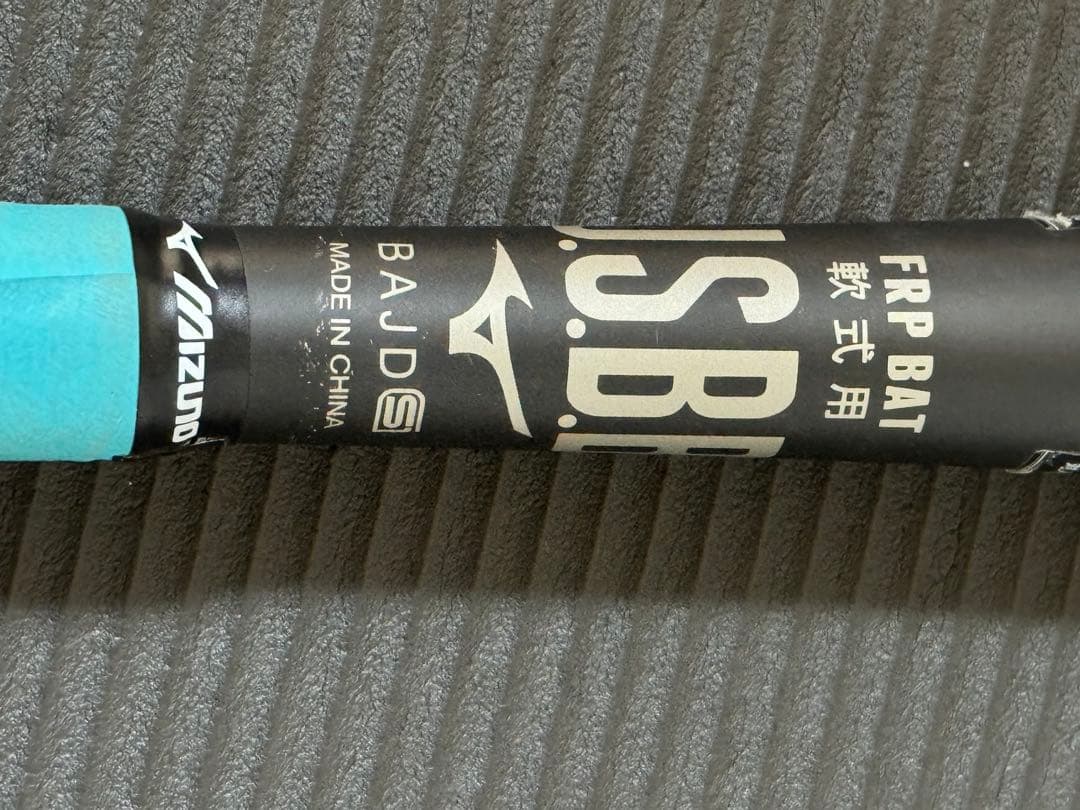 FRP BAT
軟式用
J.S.B.B
BAJD S
MADE IN CHINA
MIZUNO